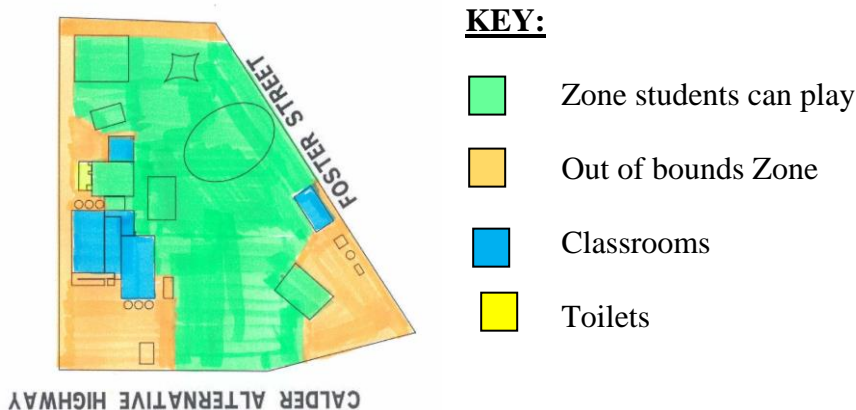 KEY:
FOSTER STREET
Zone students can play
Out of bounds Zone
Classrooms
Toilets
CALDER ALTERNATIVE HIGHWAY